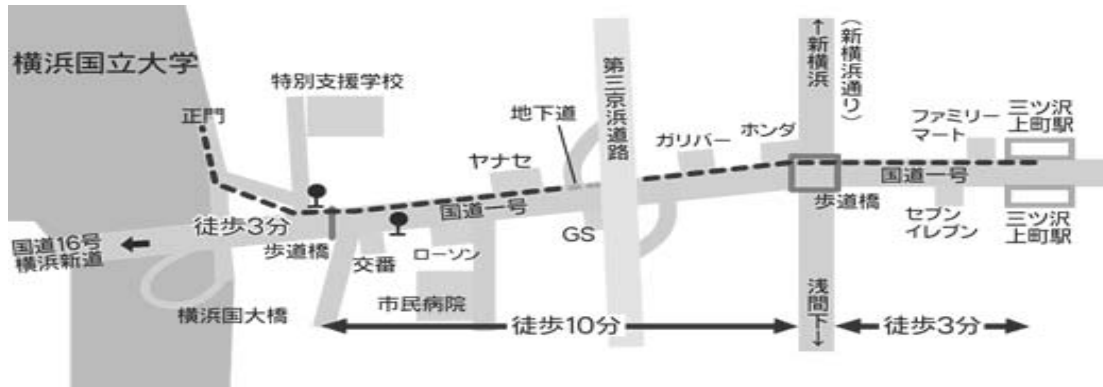 横浜国立大学
正門
特別支援学校
地下道
ヤナセ
第三京浜道路
ガリバー
ホンダ
↑新横浜
（新横浜通り）
ファミリー
マート
三ツ沢
上町駅
国道一号
国道一号
徒歩3分
歩道橋
交番
ローソン
GS
歩道橋
セブン
イレブン
三ツ沢
上町駅
国道16号
横浜新道
横浜国大橋
市民病院
浅間下↓
徒歩10分
徒歩3分